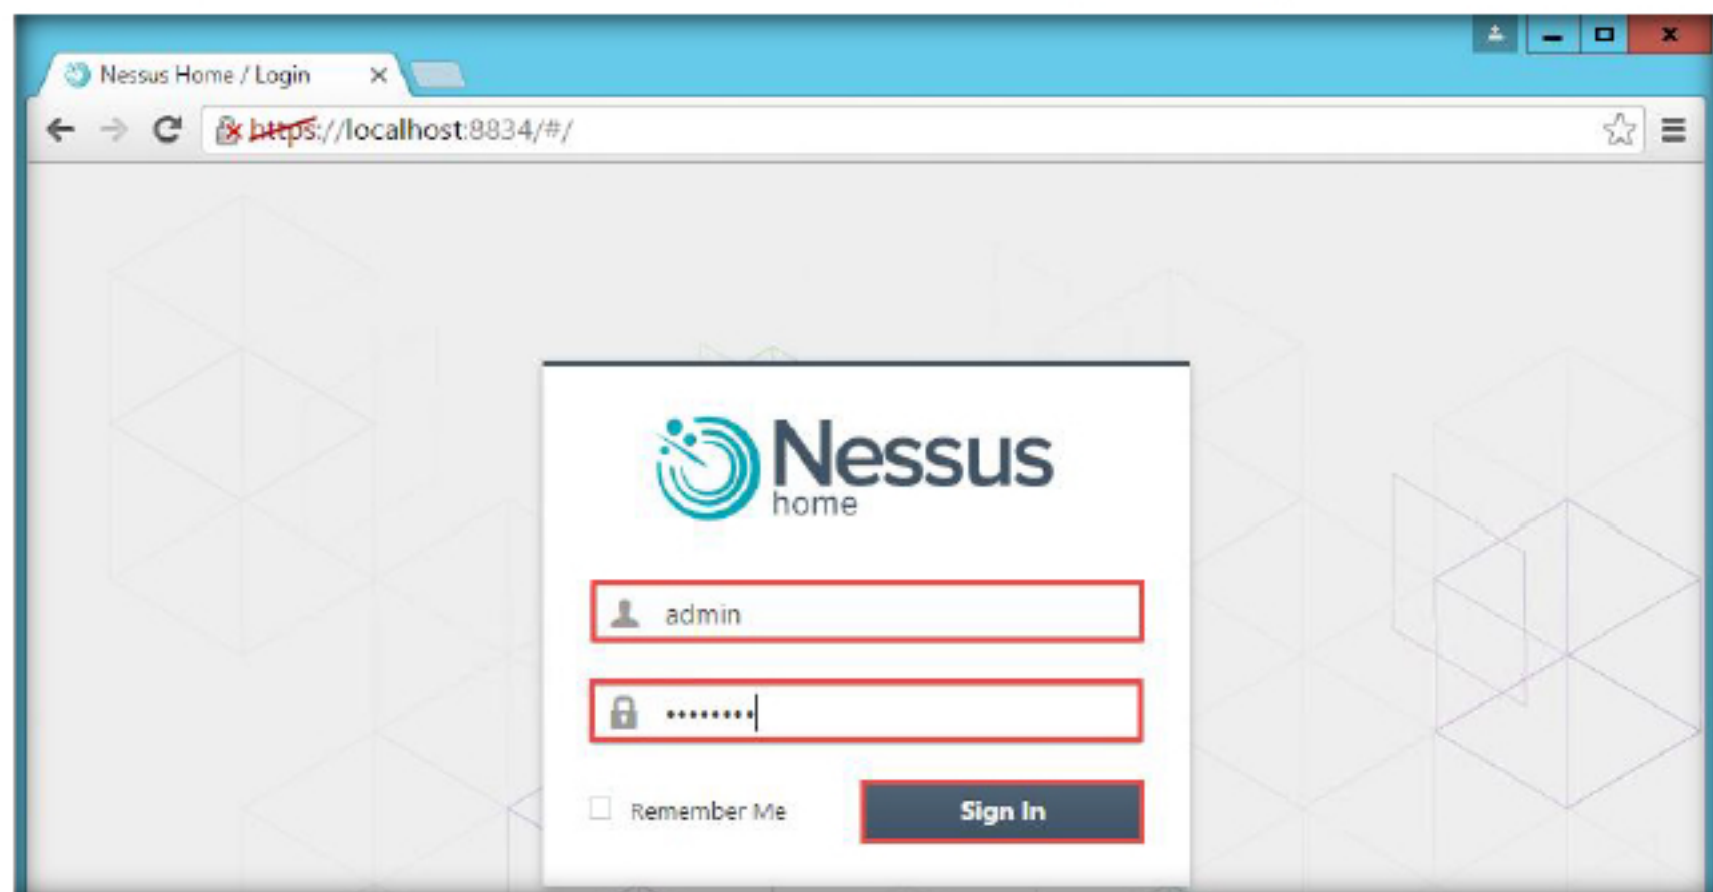 Nessus Home / Login
https://localhost:8834/#/
Nessus
home
admin
••••••••
Remember Me
Sign In